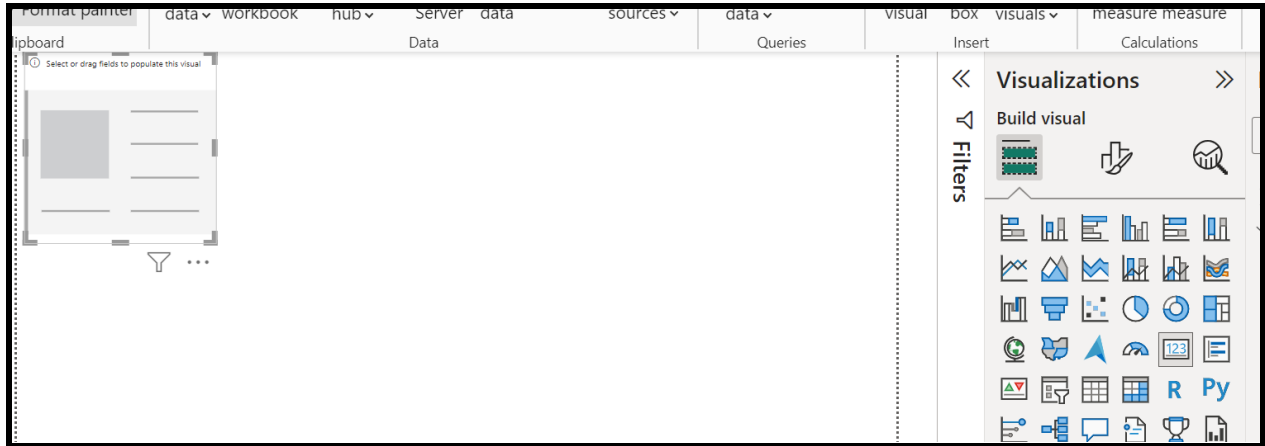 Format painter
data workbook hub Server data sources data visual box visuals measure measure
lipboard Data Queries Insert Calculations
Select or drag fields to populate this visual
Visualizations
Build visual
Filters
123
R Py